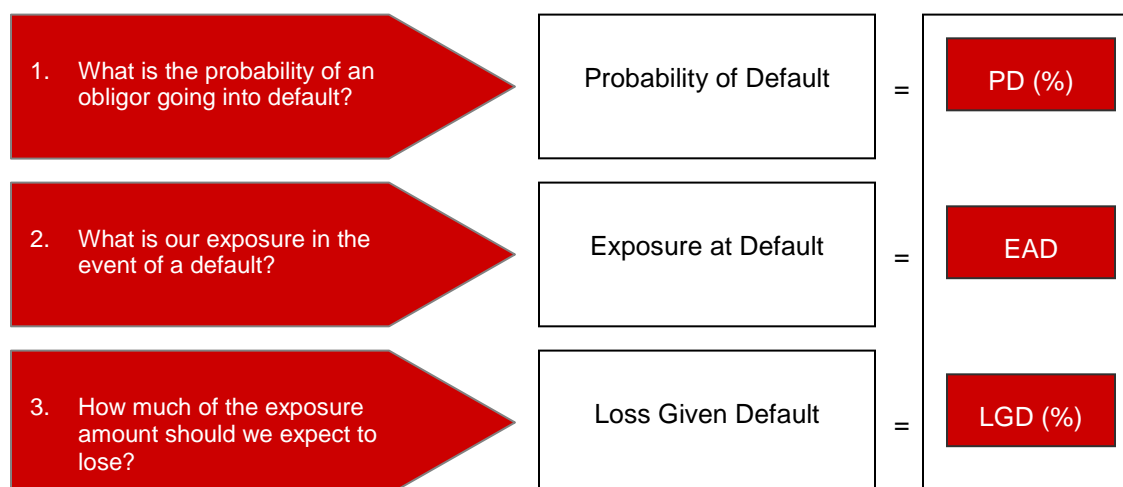 1. What is the probability of an
obligor going into default?
Probability of Default
=
PD (%)
2. What is our exposure in the
event of a default?
Exposure at Default
=
EAD
3. How much of the exposure
amount should we expect to
lose?
Loss Given Default
=
LGD (%)